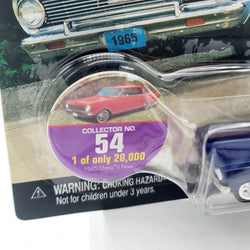 1965
COLLECTOR NO.
54
1 of only 20,000
1965 Chevy II Nova
WARNING: CHOKING HAZARD
Not for children under 3 years.